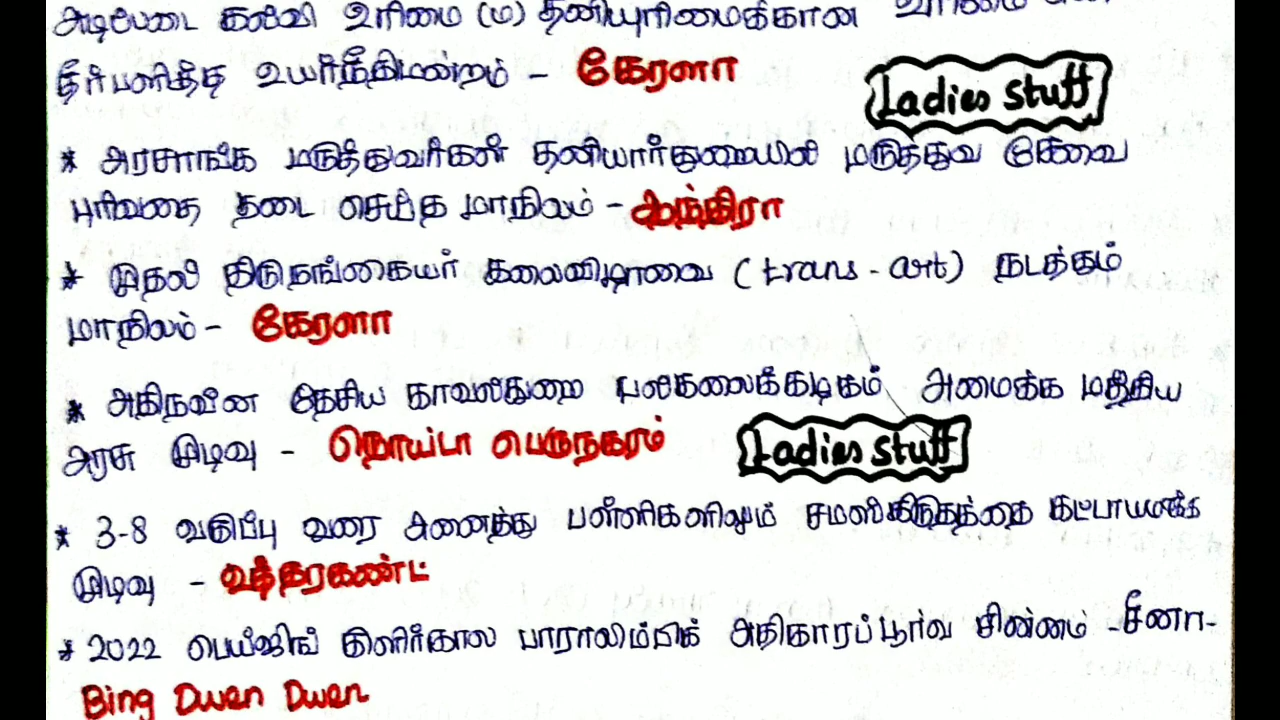 அடிப்படை கல்வி உரிமை (ம) தனியுரிமைக்கான உரிமை
தீர்பளித்த உயர்நீதிமன்றம் - கேரளா
Ladies stuff
* அரசாங்க மருத்துவர்கள் தனியார்துறையில் மருத்துவ சேவை
புரிவதை தடை செய்த மாநிலம் - ஆந்திரா
* முதல் திருநங்கையர் கலைவிழாவை (trans - art) நடத்தும்
மாநிலம் - கேரளா
* அதிநவீன தேசிய காவல்துறை பல்கலைக்கழகம் அமைக்க மத்திய
அரசு முடிவு - நொய்டா பெருநகரம்
Ladies stuff
* 3-8 வகுப்பு வரை அனைத்து பள்ளிகளிலும் சமஸ்கிருதத்தை கட்டாயமாக்க
முடிவு - உத்தரகண்ட்
* 2022 பெய்ஜிங் குளிர்கால பாராலிம்பிக் அதிகாரப்பூர்வ சின்னம் - சீனா -
Bing Dwen Dwen